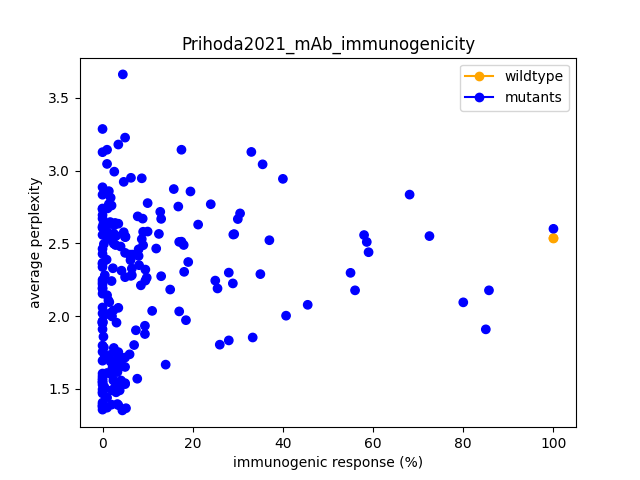 Prihoda2021_mAb_immunogenicity
wildtype
mutants
average perplexity
3.5
3.0
2.5
2.0
1.5
0 20 40 60 80 100
immunogenic response (%)